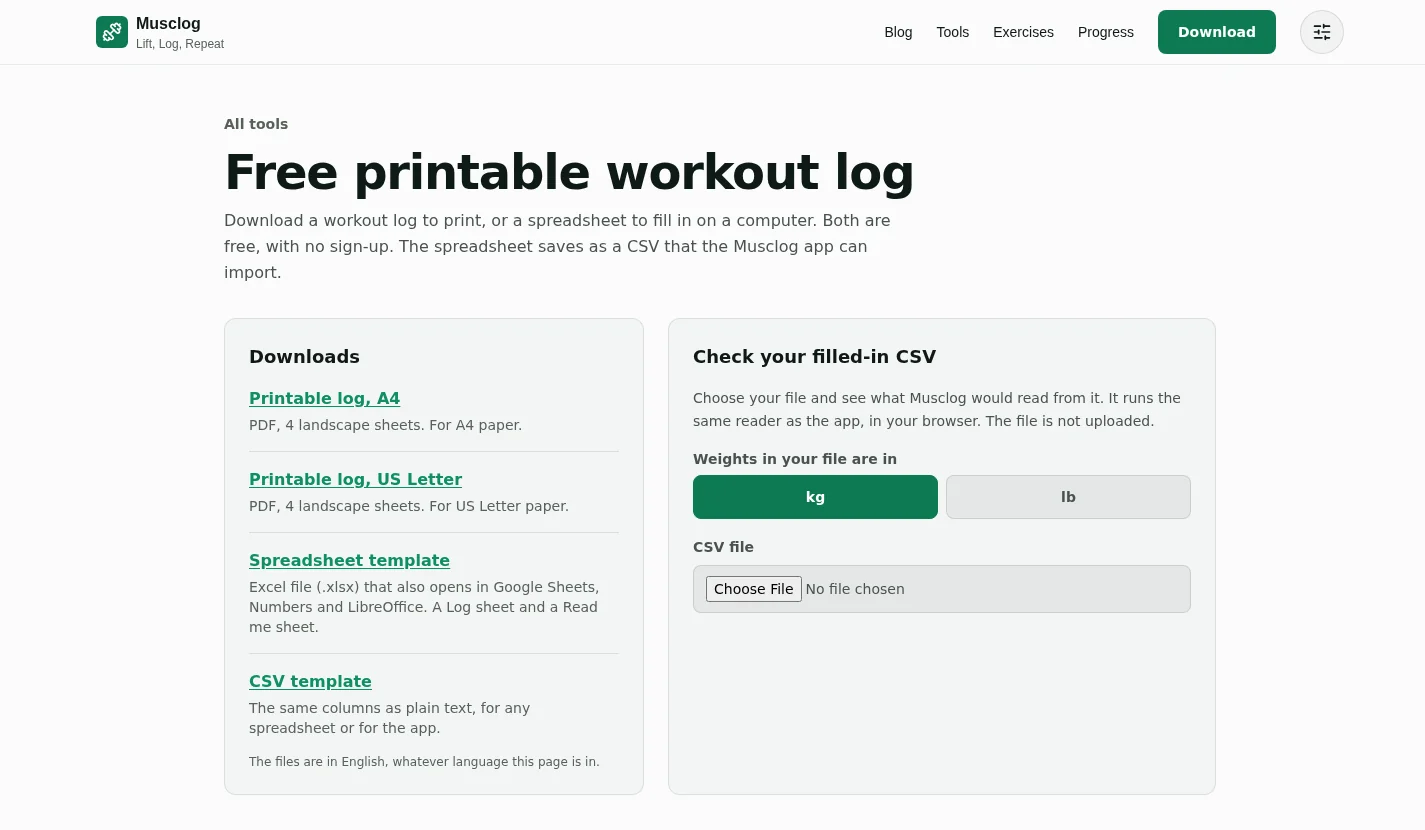 Musclog
Lift, Log, Repeat
Blog
Tools
Exercises
Progress
Download
All tools
Free printable workout log
Download a workout log to print, or a spreadsheet to fill in on a computer. Both are
free, with no sign-up. The spreadsheet saves as a CSV that the Musclog app can
import.
Downloads
Printable log, A4
PDF, 4 landscape sheets. For A4 paper.
Printable log, US Letter
PDF, 4 landscape sheets. For US Letter paper.
Spreadsheet template
Excel file (.xlsx) that also opens in Google Sheets,
Numbers and LibreOffice. A Log sheet and a Read
me sheet.
CSV template
The same columns as plain text, for any
spreadsheet or for the app.
The files are in English, whatever language this page is in.
Check your filled-in CSV
Choose your file and see what Musclog would read from it. It runs the
same reader as the app, in your browser. The file is not uploaded.
Weights in your file are in
kg
lb
CSV file
Choose File No file chosen